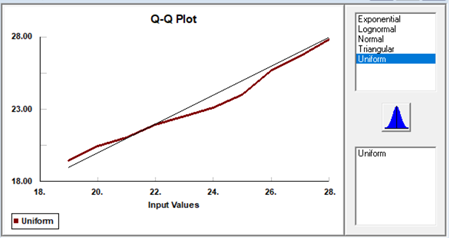 Q-Q Plot
28.00
23.00
18.00
18. 20. 22. 24. 26. 28.
Input Values
Uniform
Exponential
Lognormal
Normal
Triangular
Uniform
Uniform